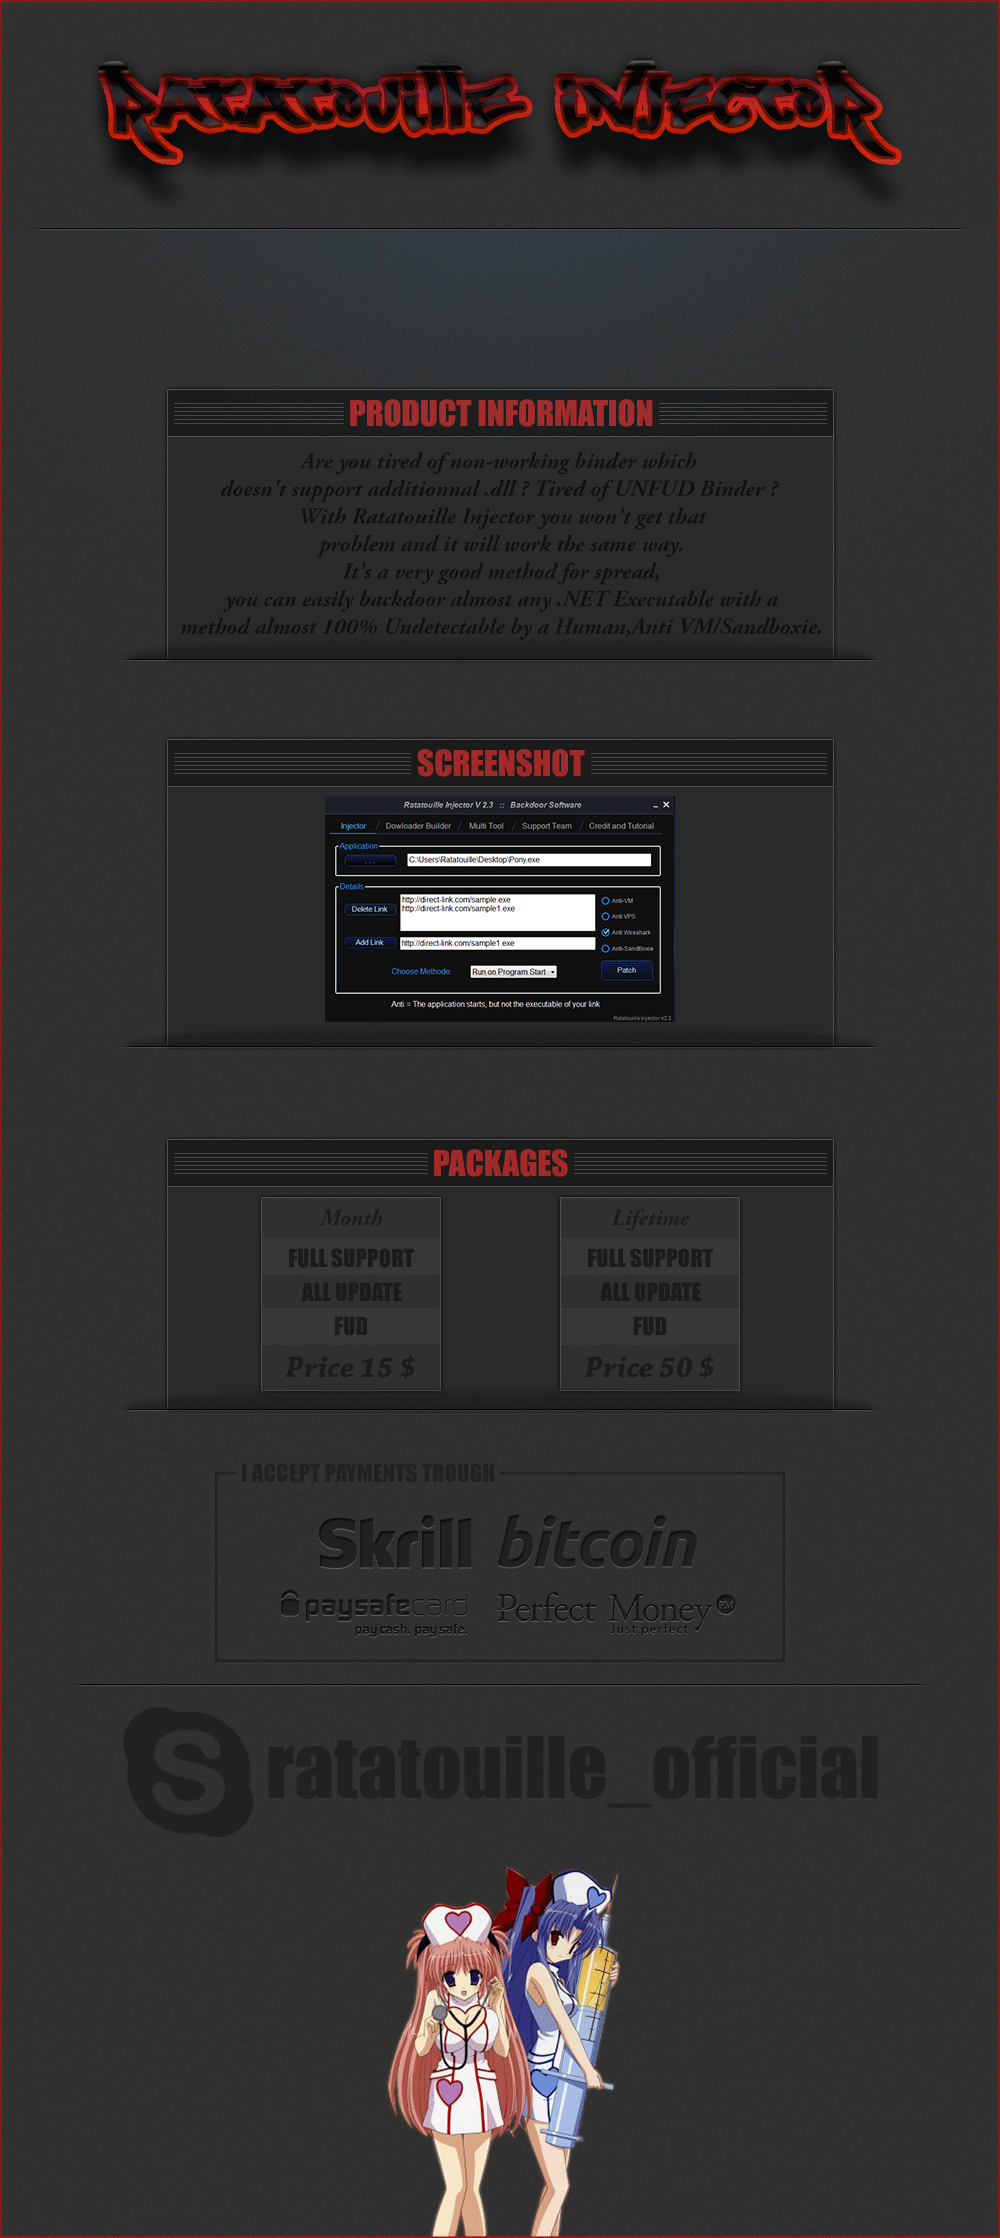 RATATOUILLE INJECTOR
PRODUCT INFORMATION
Are you tired of non-working binder which
doesn't support additionnal .dll ? Tired of UNFUD Binder ?
With Ratatouille Injector you won't get that
problem and it will work the same way.
It's a very good method for spread,
you can easily backdoor almost any .NET Executable with a
method almost 100% Undetectable by a Human,Anti VM/Sandboxie.
SCREENSHOT
Ratatouille Injector V 2.3 :: Backdoor Software
Injector / Dowloader Builder / Multi Tool / Support Team / Credit and Tutorial
Application
...
C:\Users\Ratatouille\Desktop\Pony.exe
Details
http://direct-link.com/sample.exe
http://direct-link.com/sample1.exe
Delete Link
Anti-VM
Anti VPS
Anti Wireshark
Anti-SandBoxie
Add Link
http://direct-link.com/sample1.exe
Choose Methode:
Run on Program Start
Patch
Anti = The application starts, but not the executable of your link
Ratatouille Injector V2.3
PACKAGES
Month
FULL SUPPORT
ALL UPDATE
FUD
Price 15 $
Lifetime
FULL SUPPORT
ALL UPDATE
FUD
Price 50 $
I ACCEPT PAYMENTS TROUGH
Skrill
bitcoin
paysafecard
pay cash. pay safe.
Perfect Money PM
Just perfect
ratatouille_official